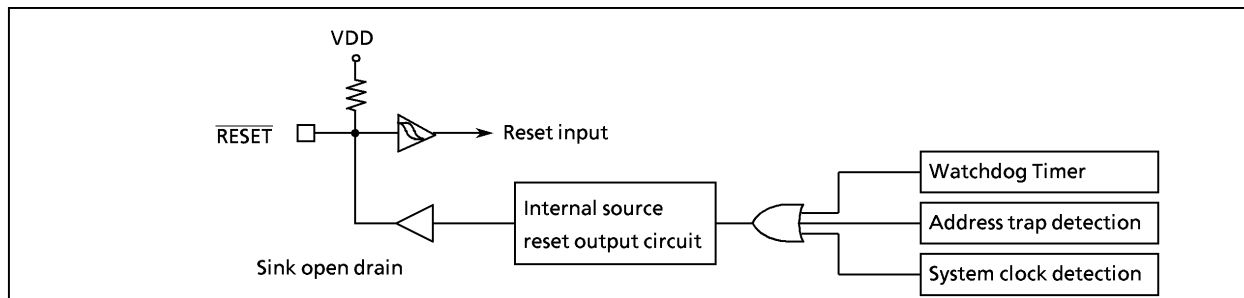 VDD
RESET
Reset input
Watchdog Timer
Internal source
reset output circuit
Address trap detection
Sink open drain
System clock detection